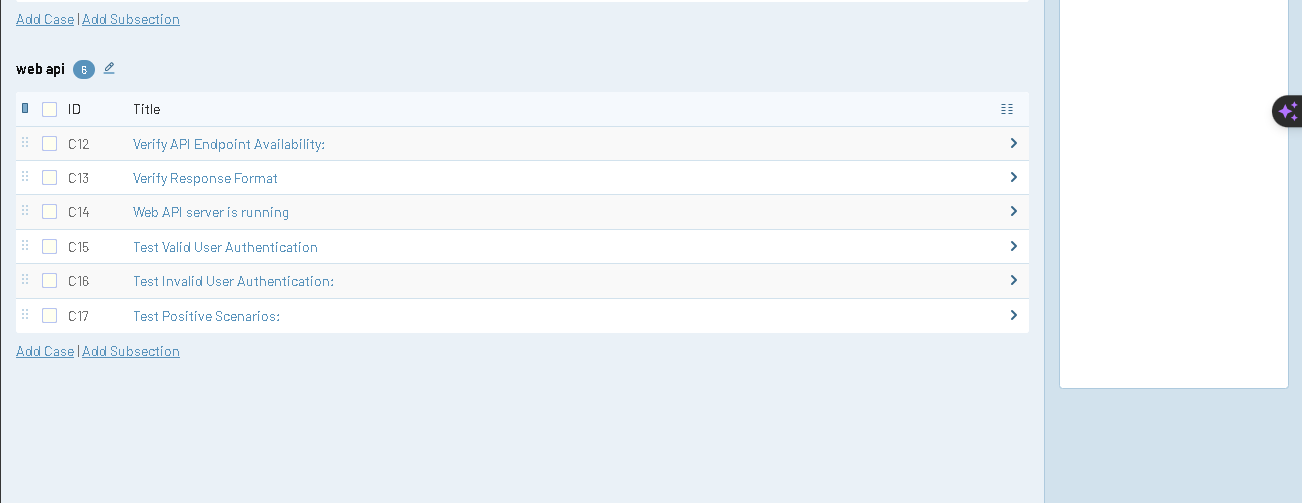 Add Case | Add Subsection
web api 6
ID Title
C12 Verify API Endpoint Availability:
C13 Verify Response Format
C14 Web API server is running
C15 Test Valid User Authentication
C16 Test Invalid User Authentication:
C17 Test Positive Scenarios:
Add Case | Add Subsection